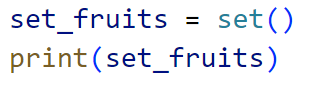 set_fruits = set()
print(set_fruits)